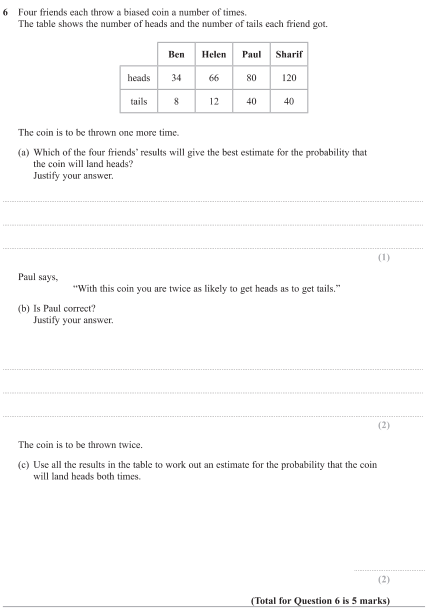 6 Four friends each throw a biased coin a number of times.
The table shows the number of heads and the number of tails each friend got.
Ben Helen Paul Sharif
heads 34 66 80 120
tails 8 12 40 40
The coin is to be thrown one more time.
(a) Which of the four friends' results will give the best estimate for the probability that
the coin will land heads?
Justify your answer.
(1)
Paul says,
"With this coin you are twice as likely to get heads as to get tails."
(b) Is Paul correct?
Justify your answer.
(2)
The coin is to be thrown twice.
(c) Use all the results in the table to work out an estimate for the probability that the coin
will land heads both times.
(2)
(Total for Question 6 is 5 marks)